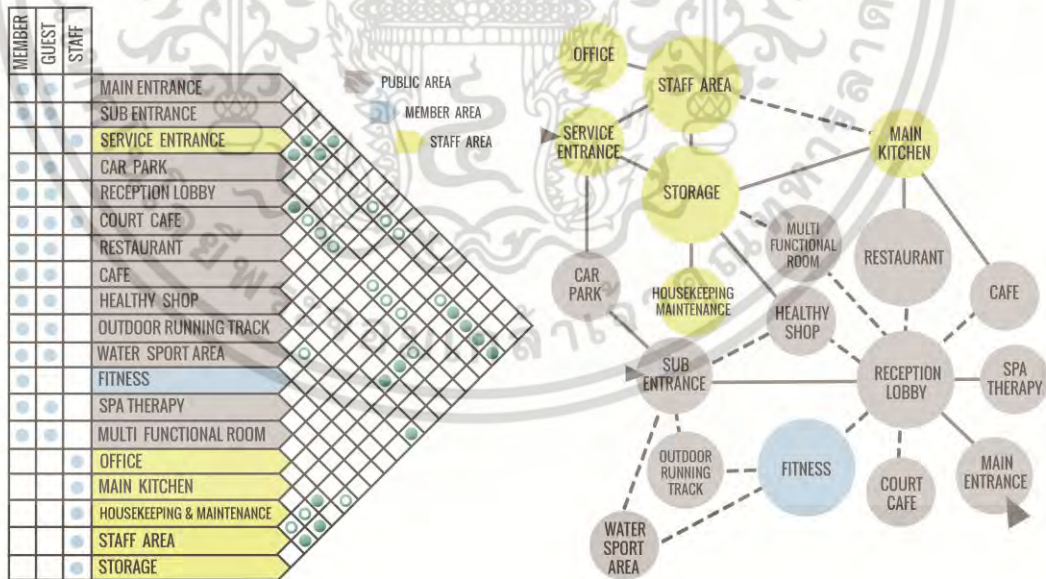 MEMBER
GUEST
STAFF
MAIN ENTRANCE
SUB ENTRANCE
SERVICE ENTRANCE
CAR PARK
RECEPTION LOBBY
COURT CAFE
RESTAURANT
CAFE
HEALTHY SHOP
OUTDOOR RUNNING TRACK
WATER SPORT AREA
FITNESS
SPA THERAPY
MULTI FUNCTIONAL ROOM
OFFICE
MAIN KITCHEN
HOUSEKEEPING & MAINTENANCE
STAFF AREA
STORAGE
PUBLIC AREA
MEMBER AREA
STAFF AREA
OFFICE
STAFF AREA
SERVICE
ENTRANCE
MAIN
KITCHEN
STORAGE
MULTI
FUNCTIONAL
ROOM
RESTAURANT
CAR
PARK
HOUSEKEEPING
MAINTENANCE
HEALTHY
SHOP
CAFE
SUB
ENTRANCE
RECEPTION
LOBBY
SPA
THERAPY
OUTDOOR
RUNNING
TRACK
FITNESS
COURT
CAFE
MAIN
ENTRANCE
WATER
SPORT
AREA